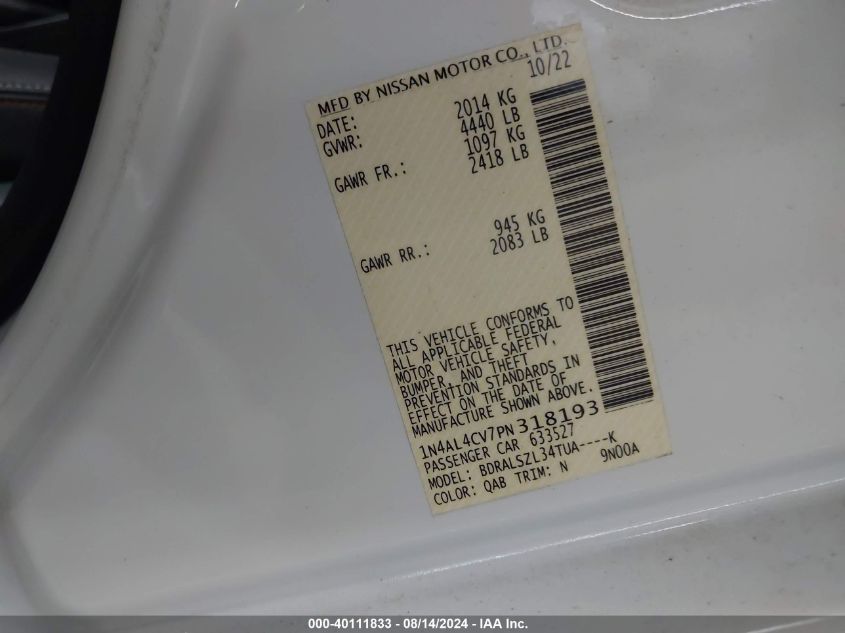 MFD BY NISSAN MOTOR CO., LTD.
DATE: 10/22
GVWR: 2014 KG
4440 LB
GAWR FR.: 1097 KG
2418 LB
GAWR RR.: 945 KG
2083 LB
THIS VEHICLE CONFORMS TO
ALL APPLICABLE FEDERAL
MOTOR VEHICLE SAFETY,
BUMPER, AND THEFT
PREVENTION STANDARDS IN
EFFECT ON THE DATE OF
MANUFACTURE SHOWN ABOVE.
1N4AL4CV7PN318193
PASSENGER CAR 633527
MODEL: BDRALSZL34TUA----K
COLOR: QAB TRIM: N 9N00A
000-40111833 - 08/14/2024 - IAA Inc.